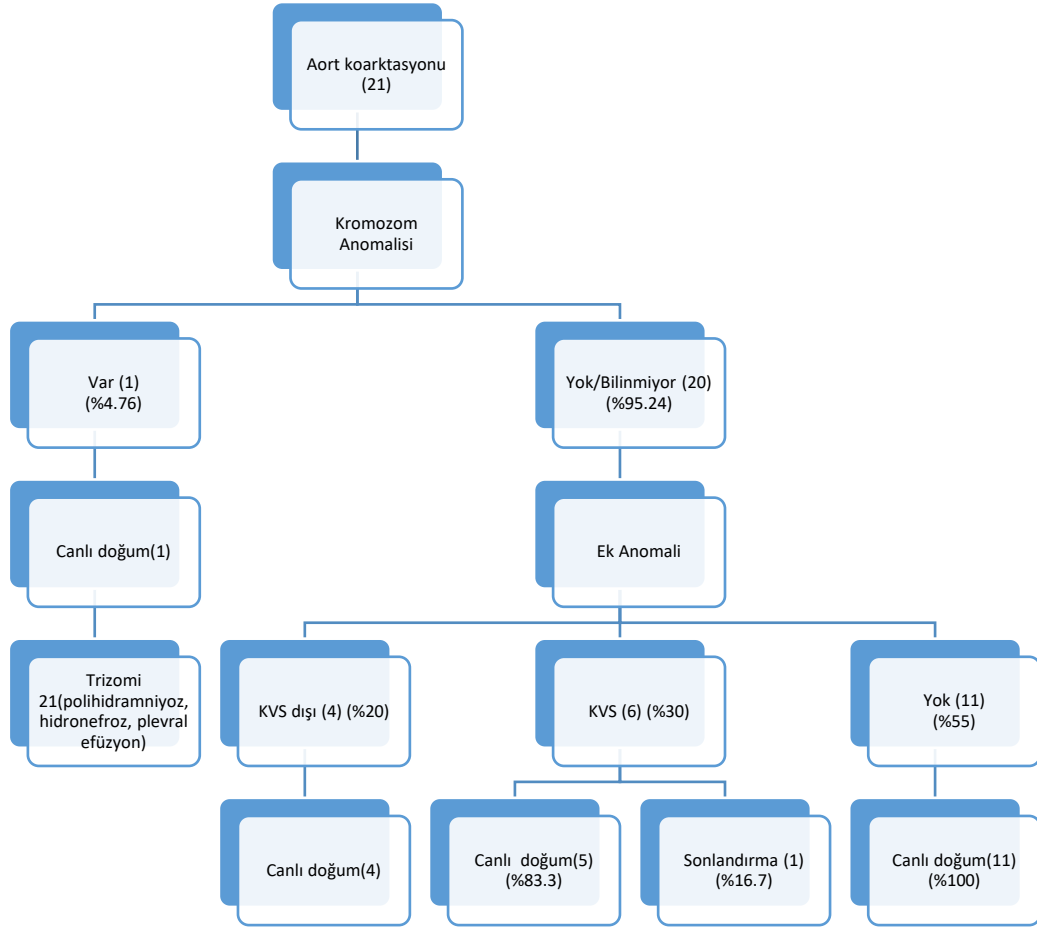 Aort koarktasyonu
(21)
Kromozom
Anomalisi
Var (1)
(%4.76)
Yok/Bilinmiyor (20)
(%95.24)
Canlı doğum(1)
Ek Anomali
Trizomi
21(polihidramniyoz,
hidronefroz, plevral
efüzyon)
KVS dışı (4) (%20)
KVS (6) (%30)
Yok (11)
(%55)
Canlı doğum(4)
Canlı doğum(5)
(%83.3)
Sonlandırma (1)
(%16.7)
Canlı doğum(11)
(%100)